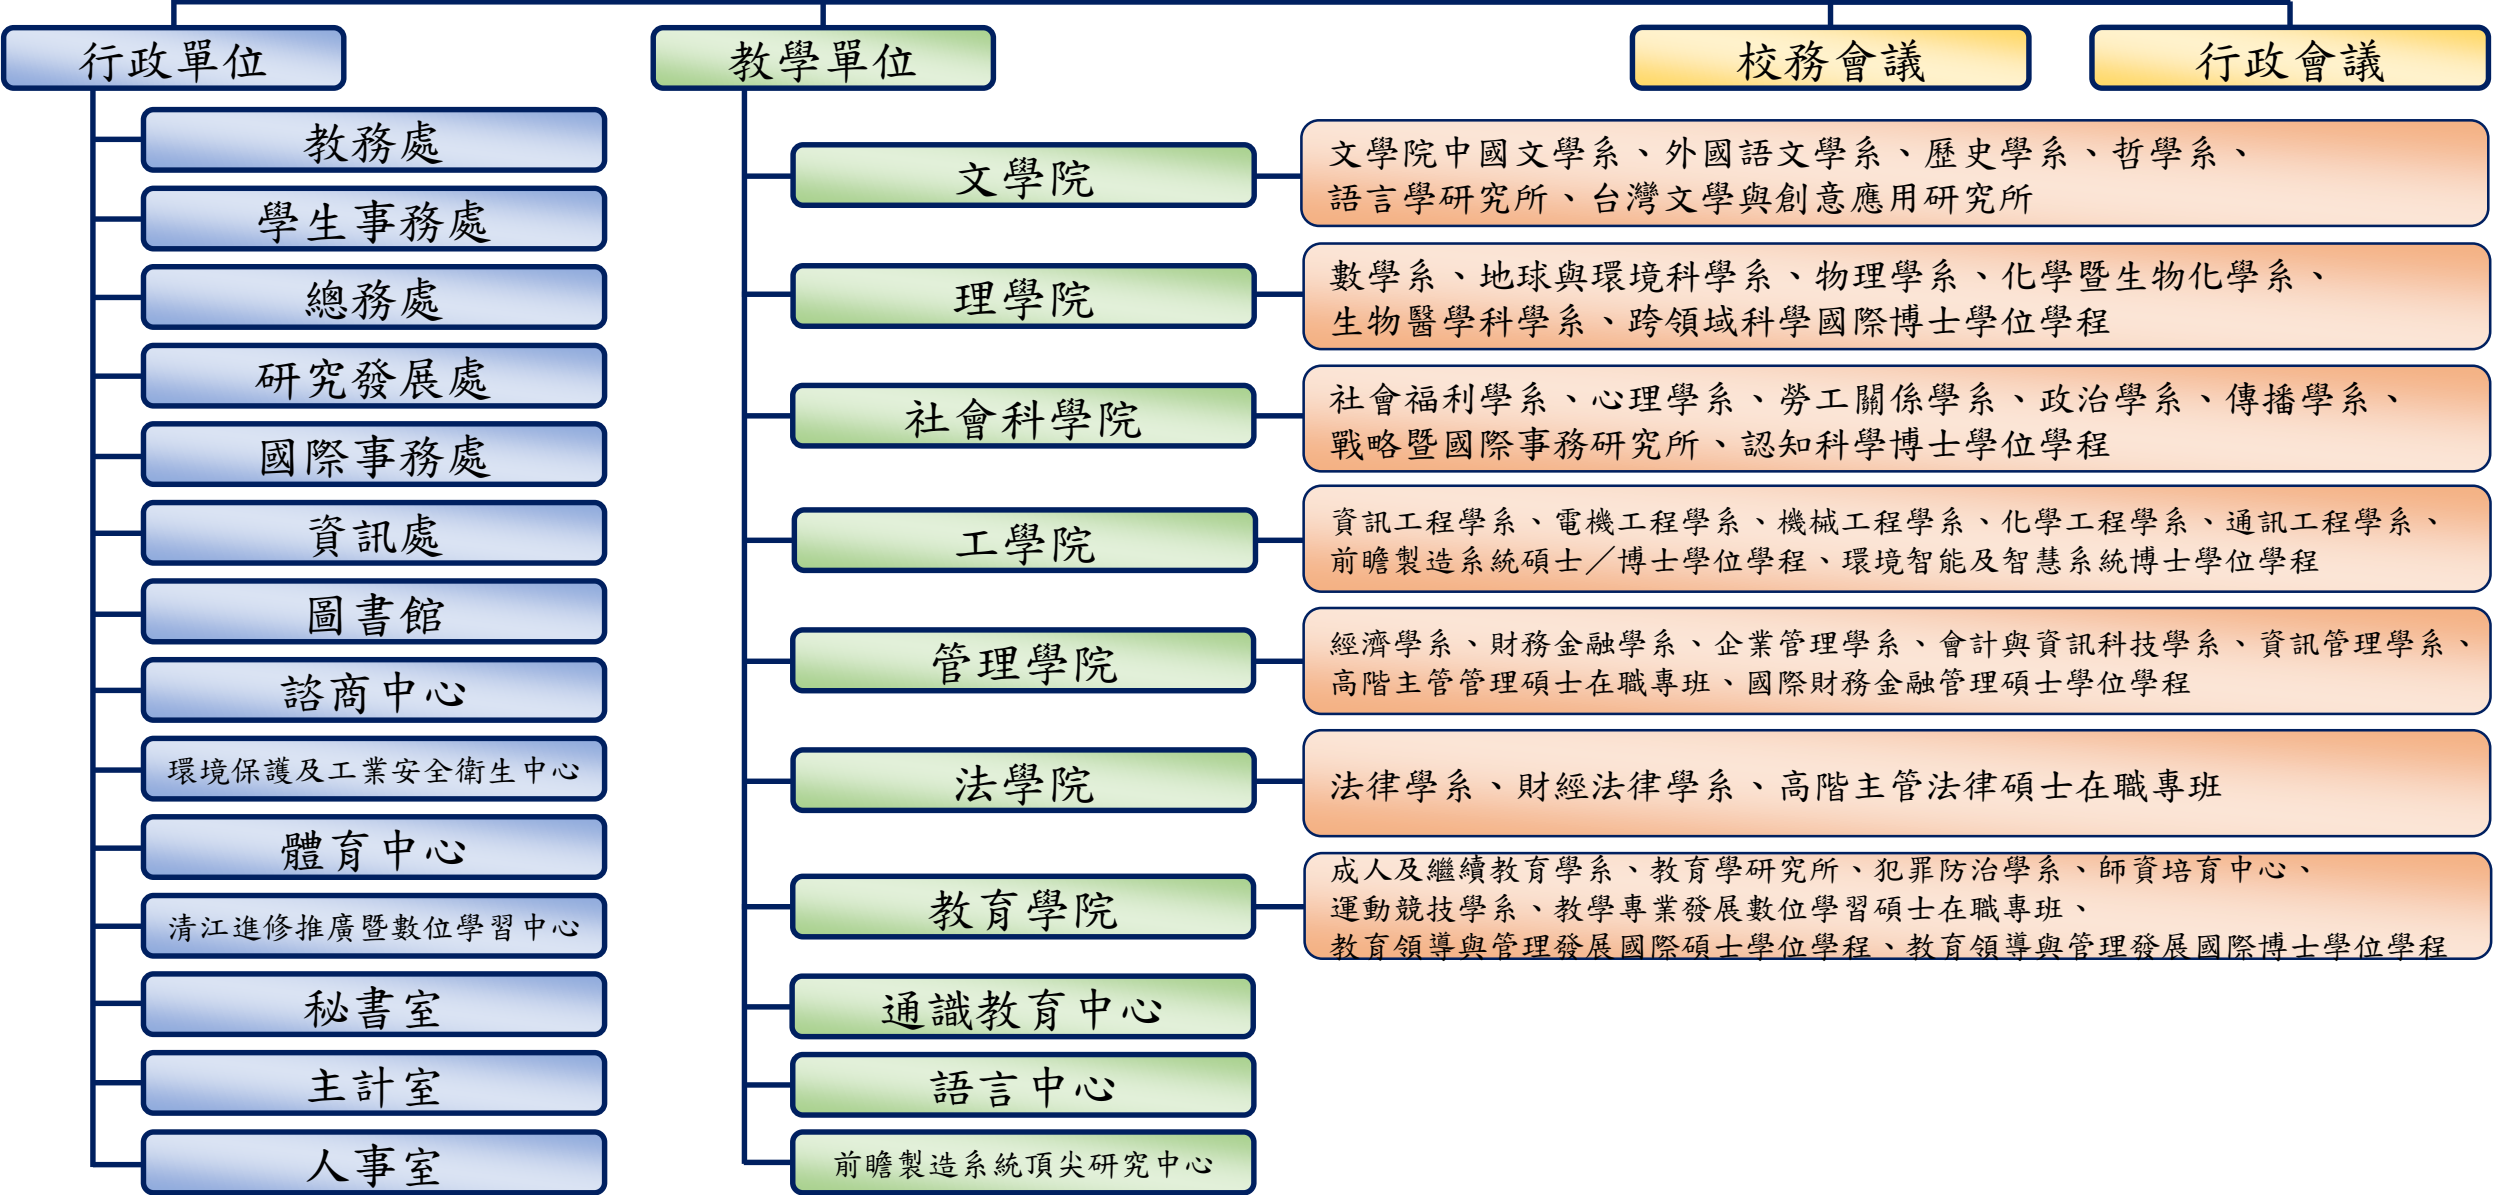 行政單位
教學單位
校務會議
行政會議
教務處
學生事務處
總務處
研究發展處
國際事務處
資訊處
圖書館
諮商中心
環境保護及工業安全衛生中心
體育中心
清江進修推廣暨數位學習中心
秘書室
主計室
人事室
文學院
文學院中國文學系、外國語文學系、歷史學系、哲學系、
語言學研究所、台灣文學與創意應用研究所
理學院
數學系、地球與環境科學系、物理學系、化學暨生物化學系、
生物醫學科學系、跨領域科學國際博士學位學程
社會科學院
社會福利學系、心理學系、勞工關係學系、政治學系、傳播學系、
戰略暨國際事務研究所、認知科學博士學位學程
工學院
資訊工程學系、電機工程學系、機械工程學系、化學工程學系、通訊工程學系、
前瞻製造系統碩士／博士學位學程、環境智能及智慧系統博士學位學程
管理學院
經濟學系、財務金融學系、企業管理學系、會計與資訊科技學系、資訊管理學系、
高階主管管理碩士在職專班、國際財務金融管理碩士學位學程
法學院
法律學系、財經法律學系、高階主管法律碩士在職專班
教育學院
成人及繼續教育學系、教育學研究所、犯罪防治學系、師資培育中心、
運動競技學系、教學專業發展數位學習碩士在職專班、
教育領導與管理發展國際碩士學位學程、教育領導與管理發展國際博士學位學程
通識教育中心
語言中心
前瞻製造系統頂尖研究中心